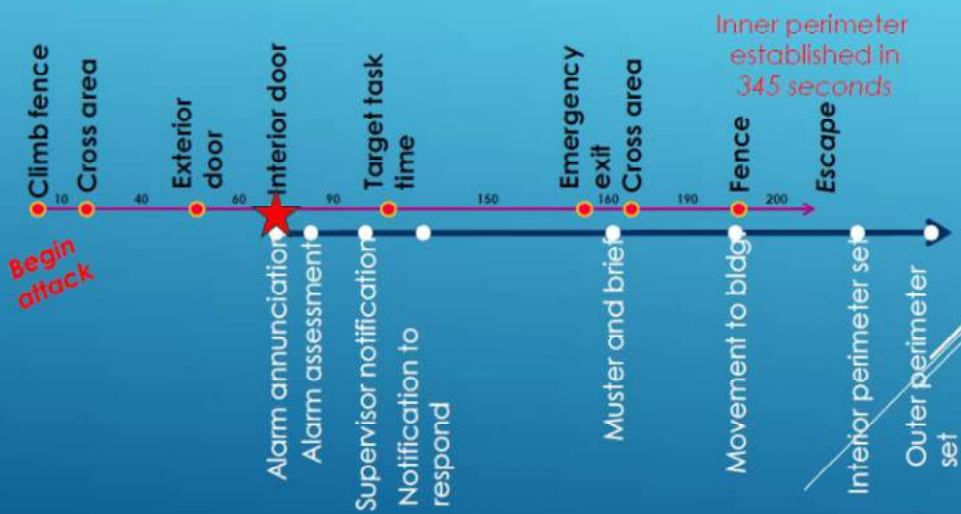 Inner perimeter
established in
345 seconds
Climb fence
Cross area
Exterior
door
Interior door
Target task
time
Emergency
exit
Cross area
Fence
Escape
10
40
60
90
150
190
200
Begin
attack
Alarm annunciation
Alarm assessment
Supervisor notification
Notification to
respond
Muster and brief
Movement to bldg
Interior perimeter set
Outer perimeter
set